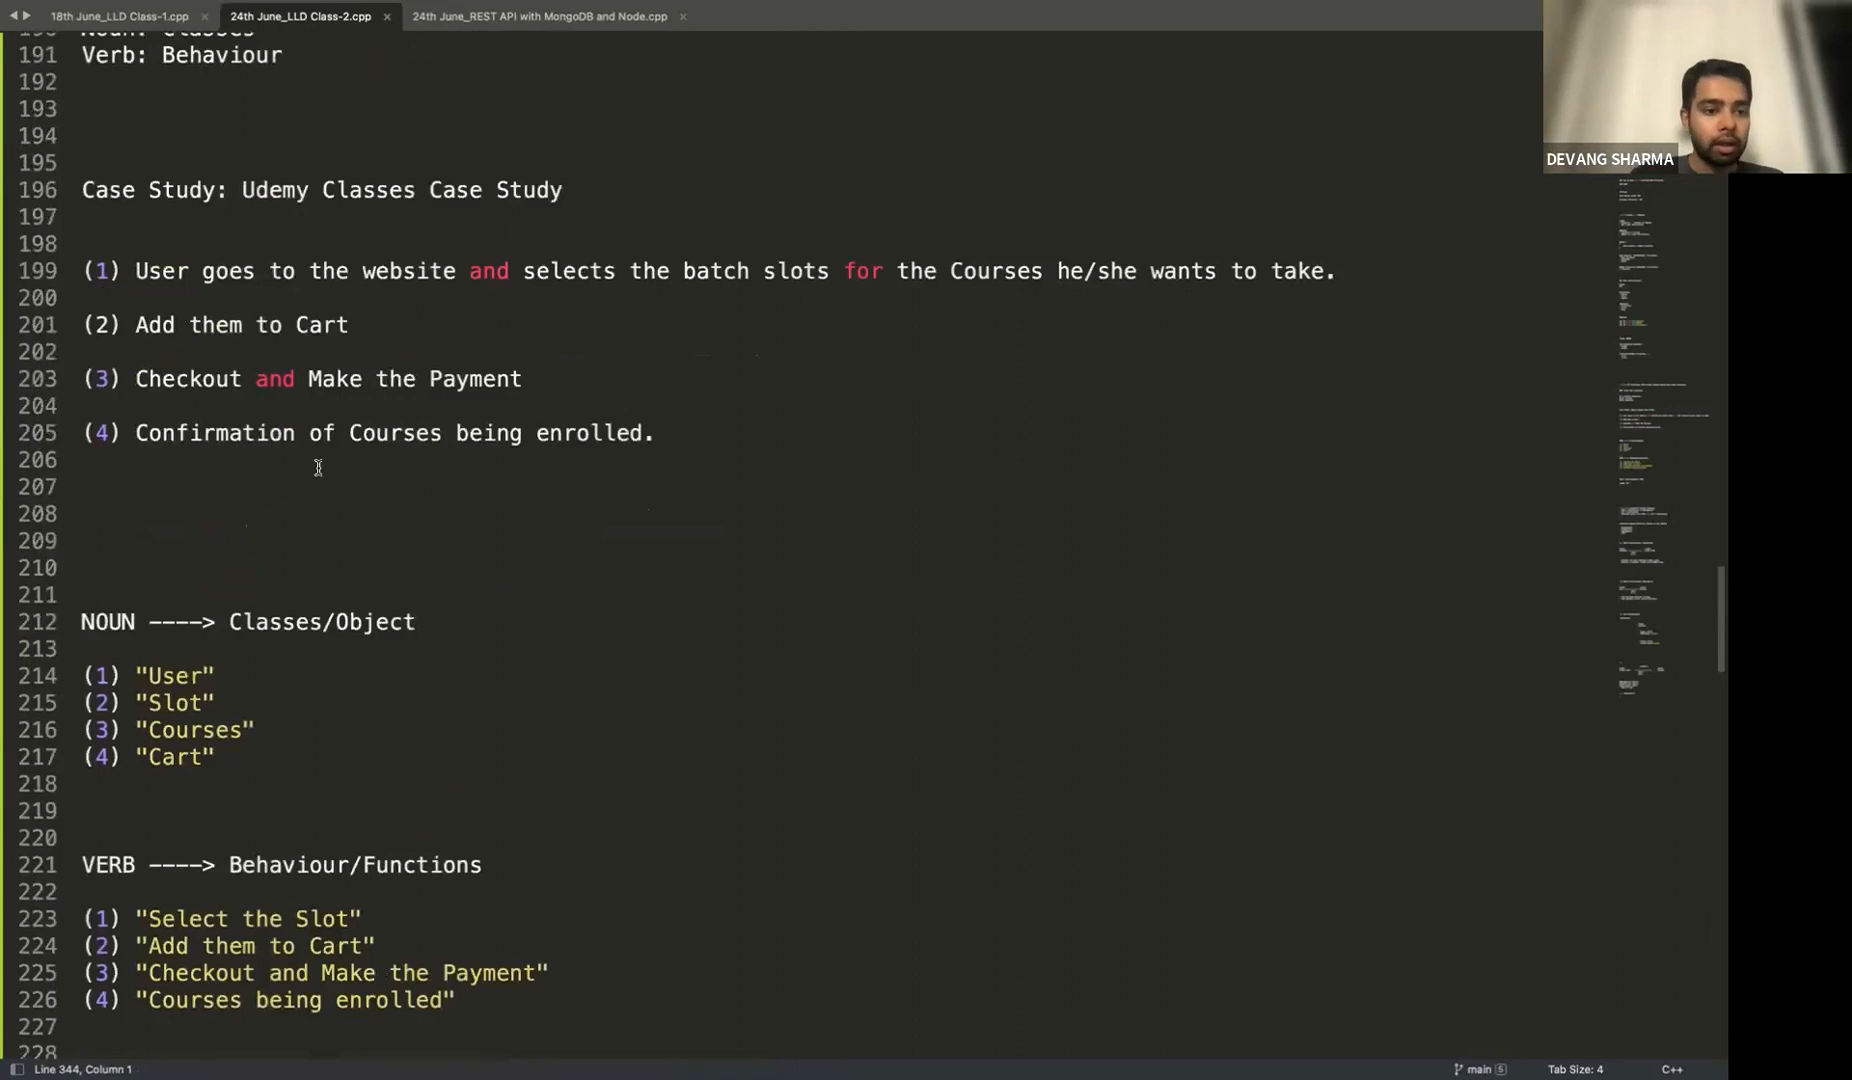 18th June_LLD Class-1.cpp
24th June_LLD Class-2.cpp
24th June_REST API with MongoDB and Node.cpp
190 Noun: Classes
191 Verb: Behaviour
192
193
194
195
196 Case Study: Udemy Classes Case Study
197
198
199 (1) User goes to the website and selects the batch slots for the Courses he/she wants to take.
200
201 (2) Add them to Cart
202
203 (3) Checkout and Make the Payment
204
205 (4) Confirmation of Courses being enrolled.
206
207
208
209
210
211
212 NOUN ----> Classes/Object
213
214 (1) "User"
215 (2) "Slot"
216 (3) "Courses"
217 (4) "Cart"
218
219
220
221 VERB ----> Behaviour/Functions
222
223 (1) "Select the Slot"
224 (2) "Add them to Cart"
225 (3) "Checkout and Make the Payment"
226 (4) "Courses being enrolled"
227
228
DEVANG SHARMA
Line 344, Column 1
main 5
Tab Size: 4
C++